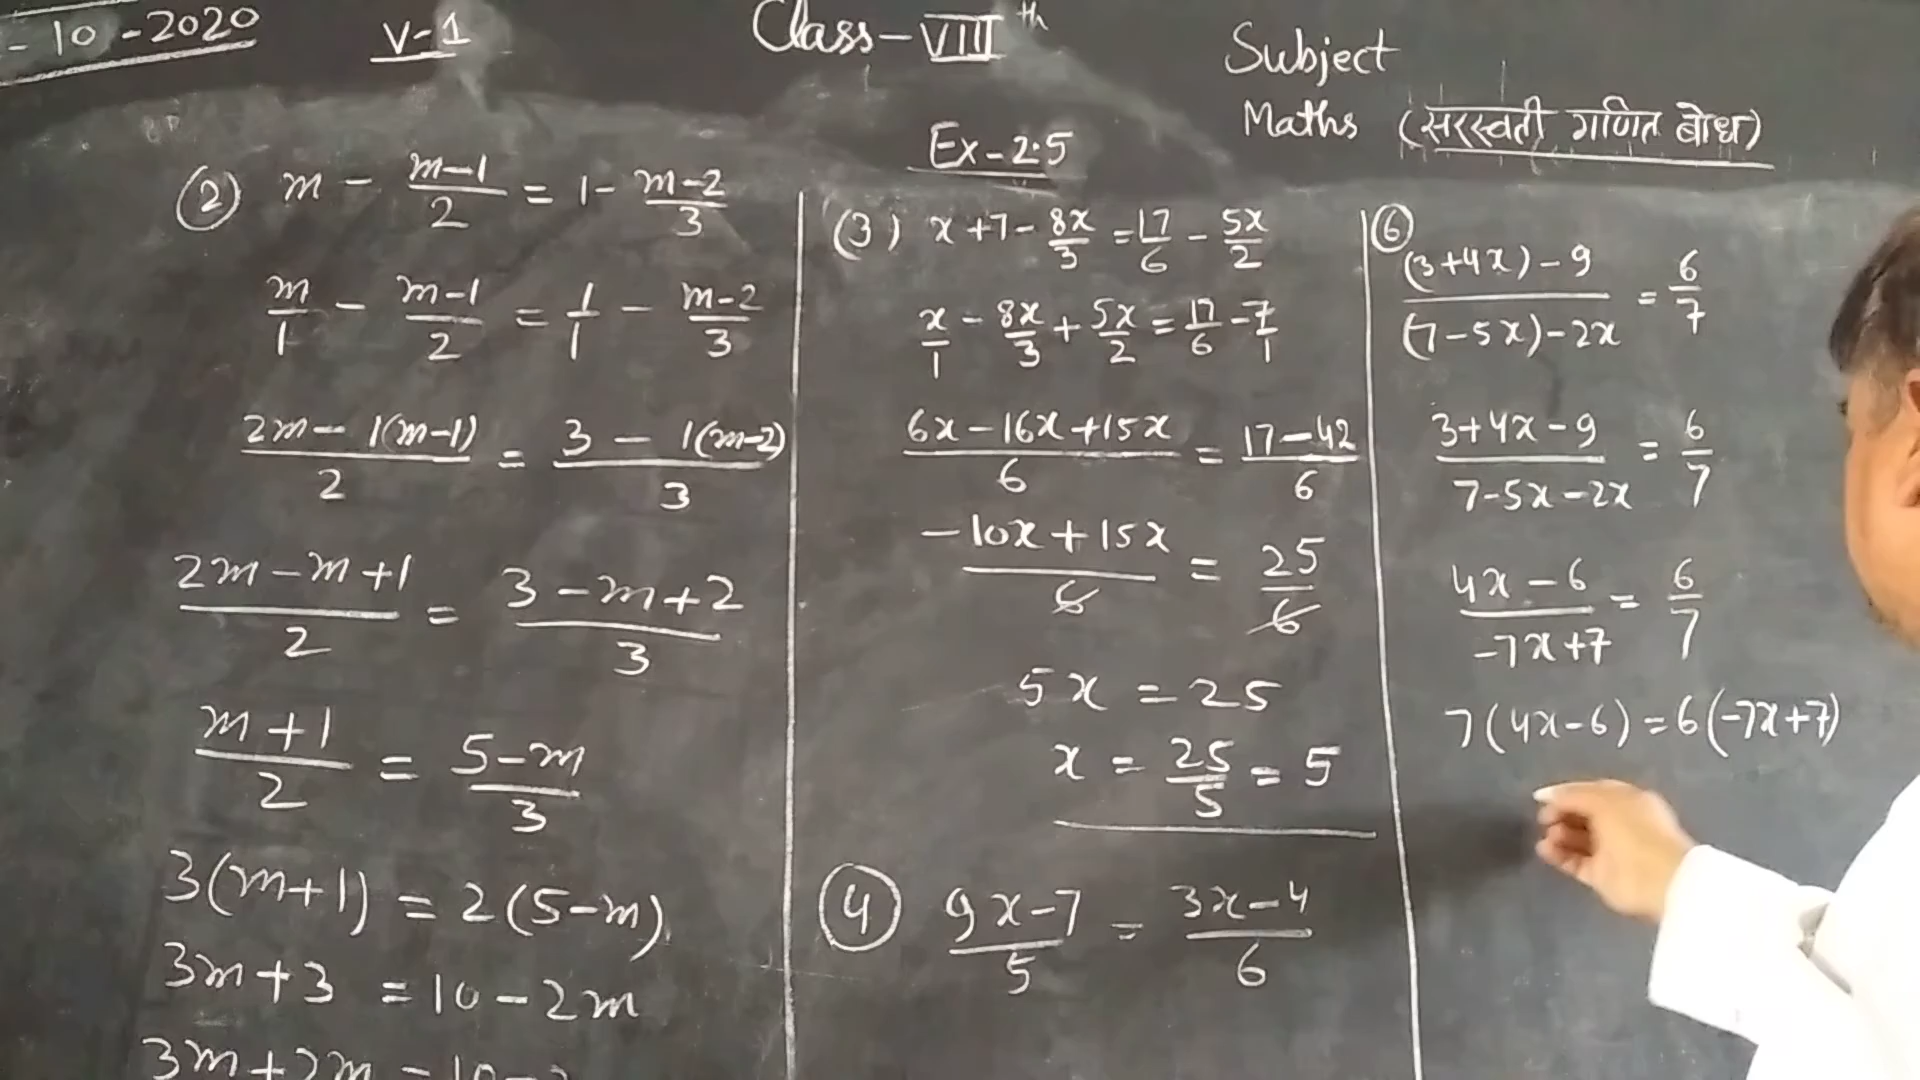 - 10 - 2020
V-1
Class - VIII th
Subject
Maths (सरस्वती गणित बोध)
Ex - 2.5
(2) m - (m-1)/2 = 1 - (m-2)/3
m/1 - (m-1)/2 = 1/1 - (m-2)/3
(2m - 1(m-1))/2 = (3 - 1(m-2))/3
(2m - m + 1)/2 = (3 - m + 2)/3
(m + 1)/2 = (5 - m)/3
3(m+1) = 2(5-m)
3m + 3 = 10 - 2m
3m + 2m = 10 - 3
(3) x + 7 - 8x/3 = 17/6 - 5x/2
x/1 - 8x/3 + 5x/2 = 17/6 - 7/1
(6x - 16x + 15x)/6 = (17 - 42)/6
(-10x + 15x)/6 = 25/6
5x = 25
x = 25/5 = 5
(4) (9x - 7)/5 = (3x - 4)/6
(6) ((3+4x) - 9)/((7-5x) - 2x) = 6/7
(3+4x-9)/(7-5x-2x) = 6/7
(4x - 6)/(-7x+7) = 6/7
7(4x-6) = 6(-7x+7)